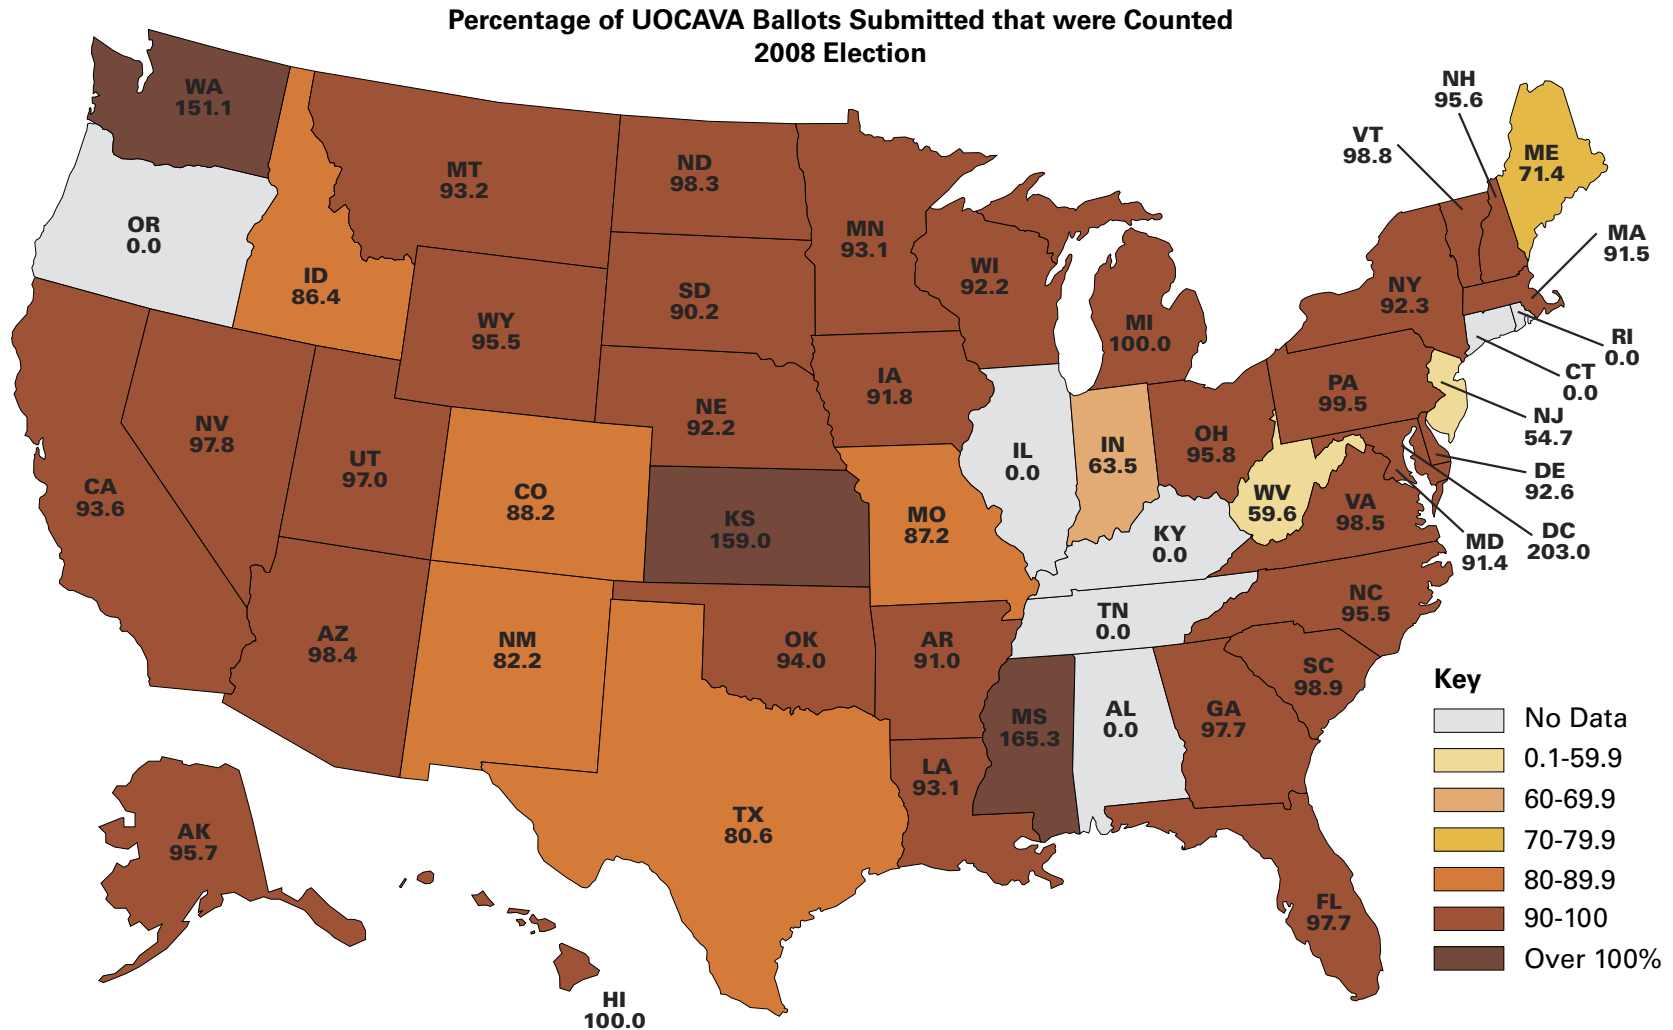 Percentage of UOCAVA Ballots Submitted that were Counted
2008 Election
WA
151.1
OR
0.0
ID
86.4
MT
93.2
ND
98.3
MN
93.1
WI
92.2
MI
100.0
SD
90.2
WY
95.5
NE
92.2
IA
91.8
NV
97.8
UT
97.0
CA
93.6
CO
88.2
KS
159.0
MO
87.2
IL
0.0
IN
63.5
OH
95.8
KY
0.0
WV
59.6
VA
98.5
PA
99.5
NY
92.3
VT
98.8
NH
95.6
ME
71.4
MA
91.5
RI
0.0
CT
0.0
NJ
54.7
DE
92.6
DC
203.0
MD
91.4
NC
95.5
TN
0.0
SC
98.9
GA
97.7
AL
0.0
MS
165.3
AR
91.0
LA
93.1
OK
94.0
AZ
98.4
NM
82.2
TX
80.6
FL
97.7
AK
95.7
HI
100.0
Key
No Data
0.1-59.9
60-69.9
70-79.9
80-89.9
90-100
Over 100%